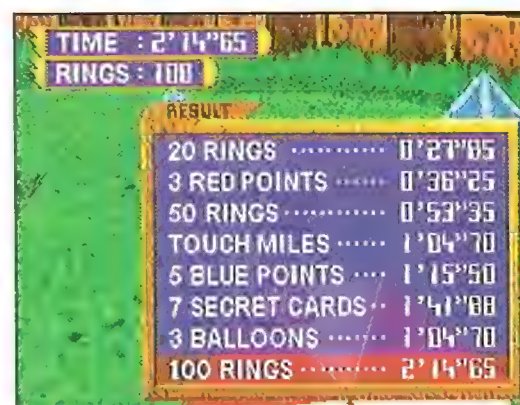 TIME : 2'14"65
RINGS : 100
RESULT
20 RINGS ··········· 0'27"85
3 RED POINTS ······ 0'36"25
50 RINGS ········· 0'53"35
TOUCH MILES ······ 1'04"70
5 BLUE POINTS ···· 1'15"50
7 SECRET CARDS ·· 1'41"88
3 BALLOONS ······ 1'04"70
100 RINGS ·········· 2'14"65